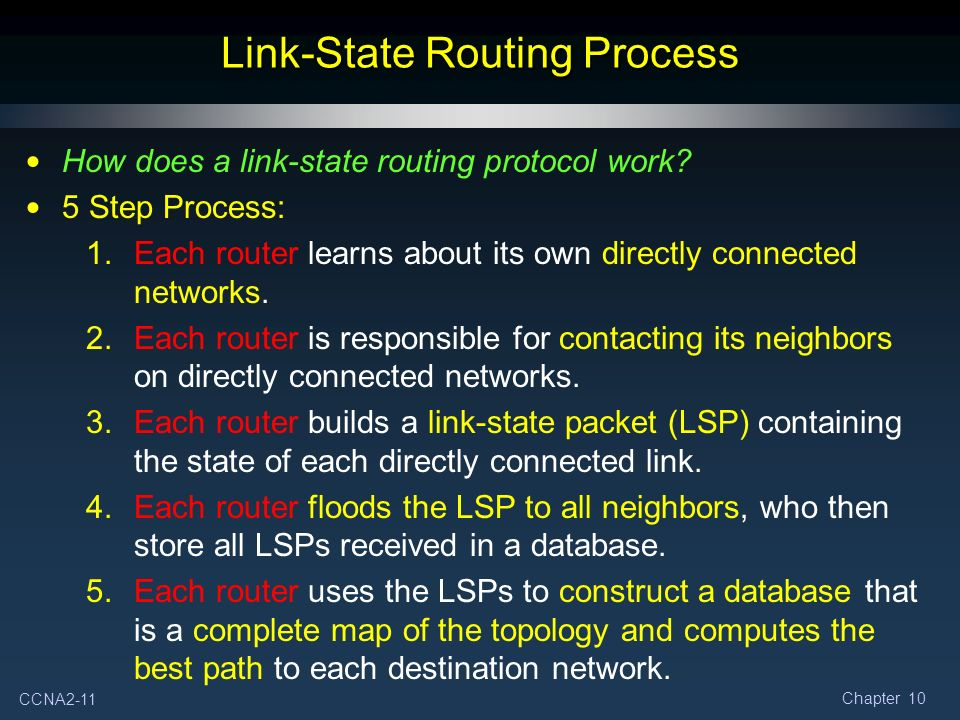 Link-State Routing Process
• How does a link-state routing protocol work?
• 5 Step Process:
1. Each router learns about its own directly connected
networks.
2. Each router is responsible for contacting its neighbors
on directly connected networks.
3. Each router builds a link-state packet (LSP) containing
the state of each directly connected link.
4. Each router floods the LSP to all neighbors, who then
store all LSPs received in a database.
5. Each router uses the LSPs to construct a database that
is a complete map of the topology and computes the
best path to each destination network.
CCNA2-11
Chapter 10